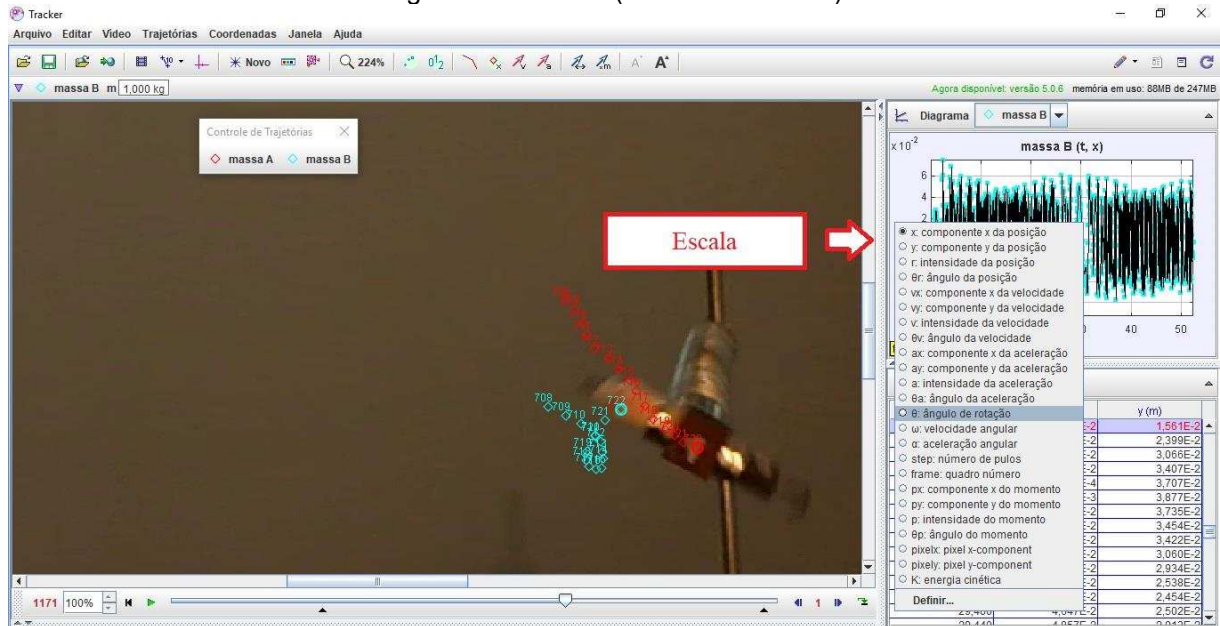 Tracker
Arquivo Editar Video Trajetórias Coordenadas Janela Ajuda
Novo 224%
massa B m 1,000 kg
Agora disponível: versão 5.0.6 memória em uso: 88MB de 247MB
Controle de Trajetórias
massa A massa B
Diagrama massa B
x10-2
massa B (t, x)
6
4
2
40 50
Escala
x: componente x da posição
y: componente y da posição
r: intensidade da posição
θr: ângulo da posição
vx: componente x da velocidade
vy: componente y da velocidade
v: intensidade da velocidade
θv: ângulo da velocidade
ax: componente x da aceleração
ay: componente y da aceleração
a: intensidade da aceleração
θa: ângulo da aceleração
θ: ângulo de rotação
ω: velocidade angular
α: aceleração angular
step: número de pulos
frame: quadro número
px: componente x do momento
py: componente y do momento
p: intensidade do momento
θp: ângulo do momento
pixelx: pixel x-component
pixely: pixel y-component
K: energia cinética
Definir...
y (m)
1,561E-2
2,399E-2
3,066E-2
3,407E-2
3,707E-2
3,877E-2
3,735E-2
3,454E-2
3,422E-2
3,060E-2
2,934E-2
2,538E-2
2,454E-2
2,502E-2
708
709
710
721
722
1171 100%
1